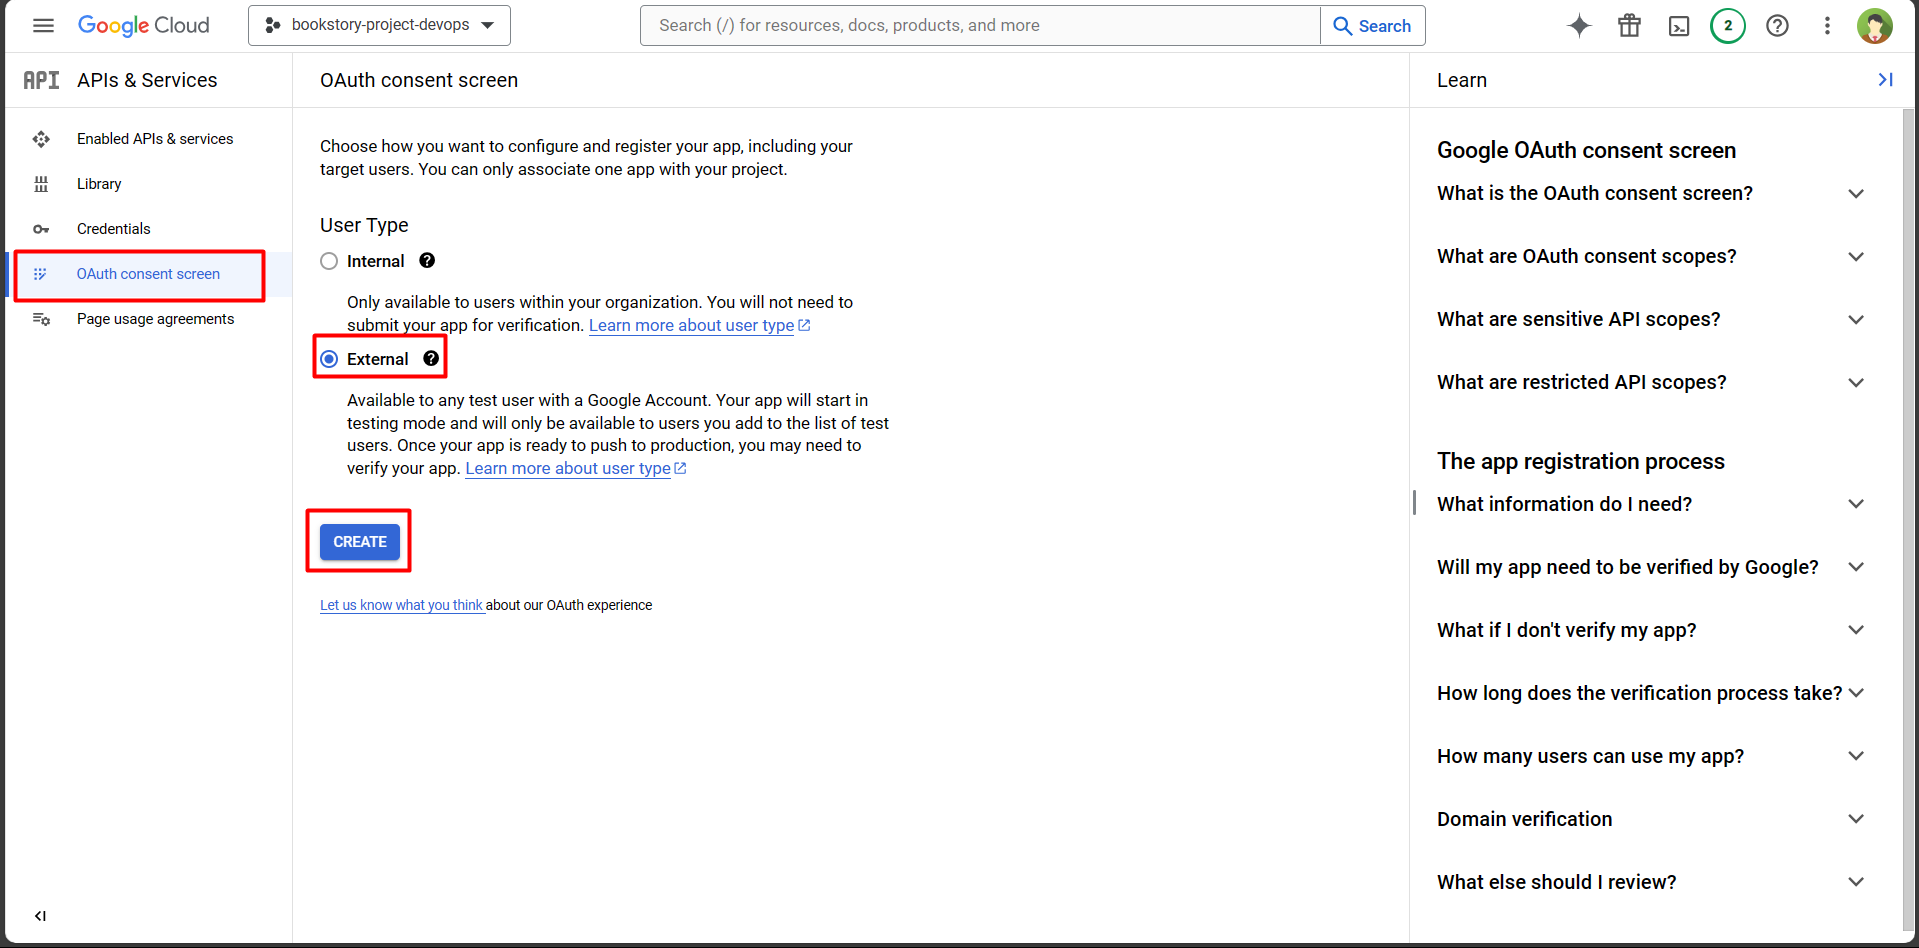 Google Cloud
bookstory-project-devops
Search (/) for resources, docs, products, and more
Search
2
API
APIs & Services
Enabled APIs & services
Library
Credentials
OAuth consent screen
Page usage agreements
OAuth consent screen
Choose how you want to configure and register your app, including your
target users. You can only associate one app with your project.
User Type
Internal
Only available to users within your organization. You will not need to
submit your app for verification. Learn more about user type
External
Available to any test user with a Google Account. Your app will start in
testing mode and will only be available to users you add to the list of test
users. Once your app is ready to push to production, you may need to
verify your app. Learn more about user type
CREATE
Let us know what you think about our OAuth experience
Learn
Google OAuth consent screen
What is the OAuth consent screen?
What are OAuth consent scopes?
What are sensitive API scopes?
What are restricted API scopes?
The app registration process
What information do I need?
Will my app need to be verified by Google?
What if I don't verify my app?
How long does the verification process take?
How many users can use my app?
Domain verification
What else should I review?